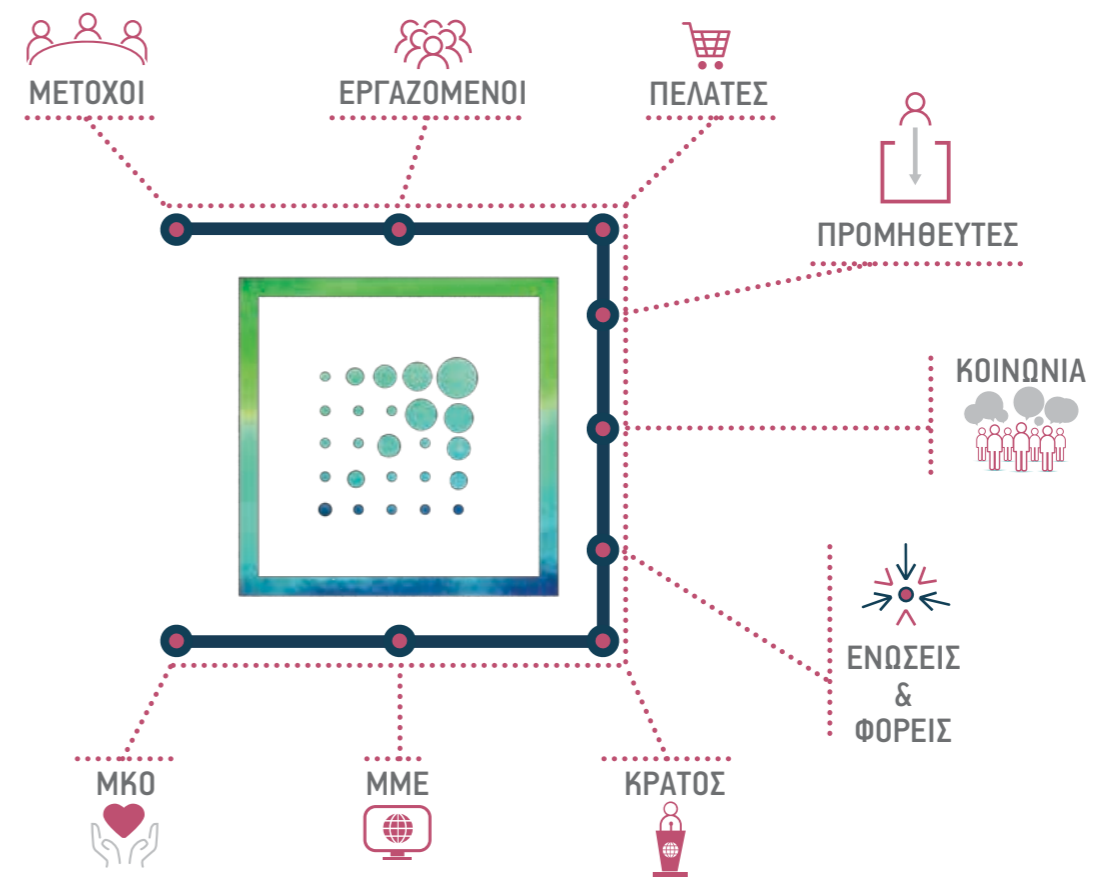 ΜΕΤΟΧΟΙ
ΕΡΓΑΖΟΜΕΝΟΙ
ΠΕΛΑΤΕΣ
ΠΡΟΜΗΘΕΥΤΕΣ
ΚΟΙΝΩΝΙΑ
ΕΝΩΣΕΙΣ
&
ΦΟΡΕΙΣ
ΚΡΑΤΟΣ
ΜΜΕ
ΜΚΟ